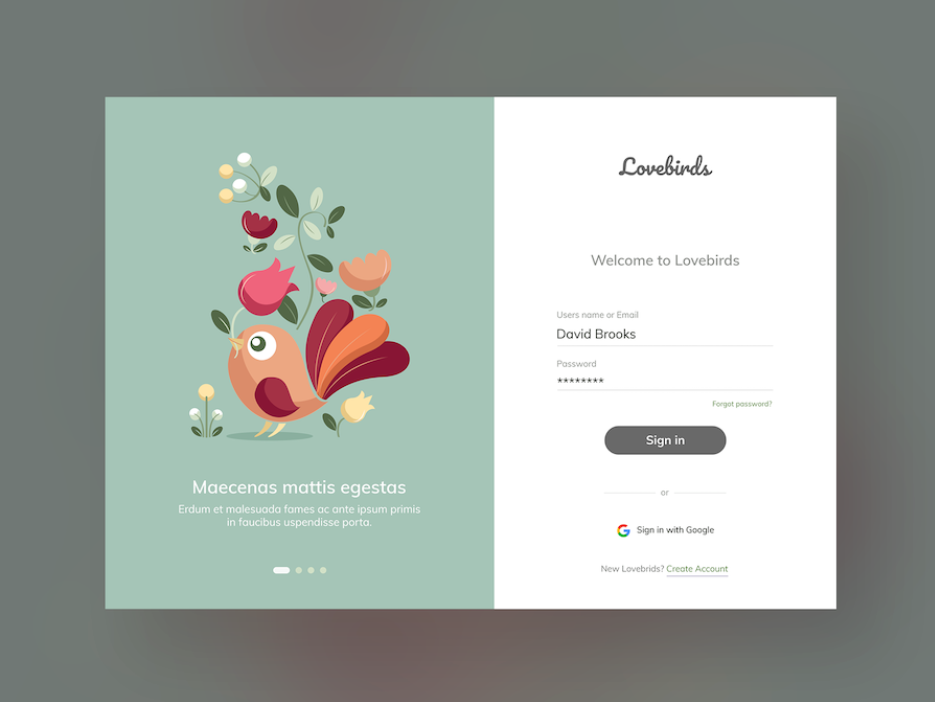 Maecenas mattis egestas
Erdum et malesuada fames ac ante ipsum primis
in faucibus uspendisse porta.
Lovebirds
Welcome to Lovebirds
Users name or Email
David Brooks
Password
********
Forget password?
Sign in
or
Sign in with Google
New Lovebrids? Create Account